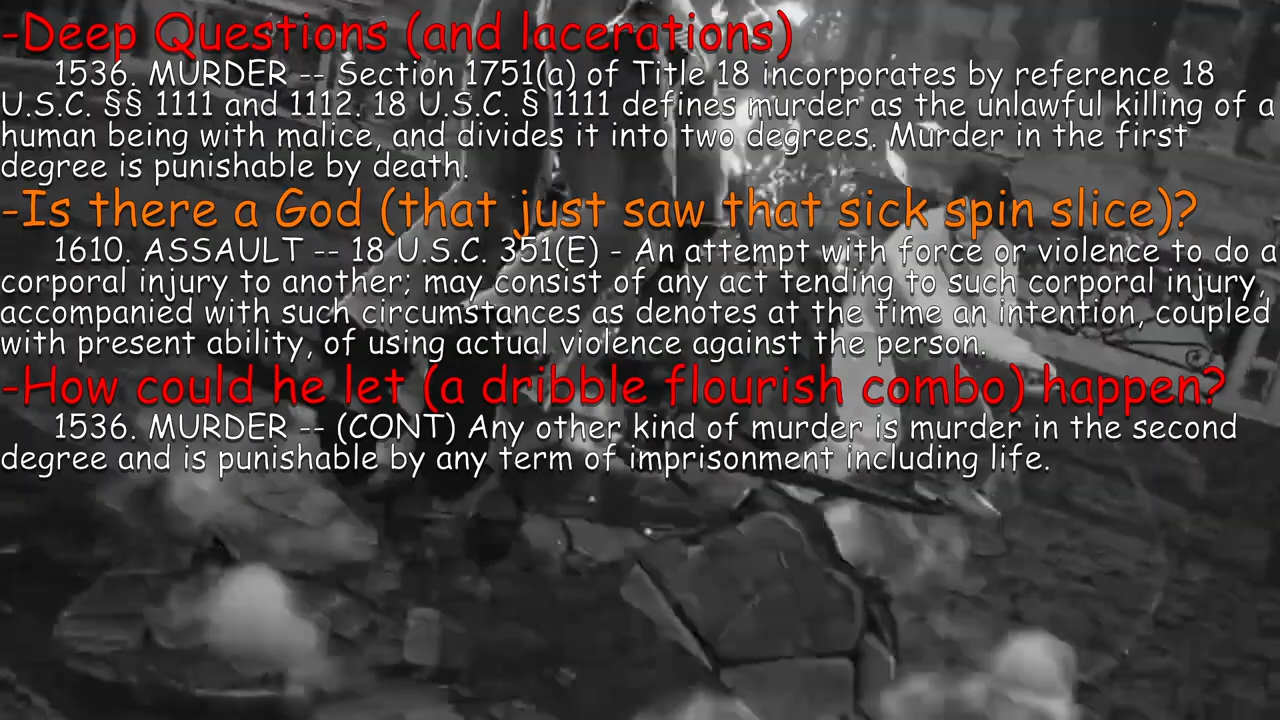 -Deep Questions (and lacerations)
1536. MURDER -- Section 1751(a) of Title 18 incorporates by reference 18
U.S.C. §§ 1111 and 1112. 18 U.S.C. § 1111 defines murder as the unlawful killing of a
human being with malice, and divides it into two degrees. Murder in the first
degree is punishable by death.
-Is there a God (that just saw that sick spin slice)?
1610. ASSAULT -- 18 U.S.C. 351(E) - An attempt with force or violence to do a
corporal injury to another; may consist of any act tending to such corporal injury,
accompanied with such circumstances as denotes at the time an intention, coupled
with present ability, of using actual violence against the person.
-How could he let (a dribble flourish combo) happen?
1536. MURDER -- (CONT) Any other kind of murder is murder in the second
degree and is punishable by any term of imprisonment including life.